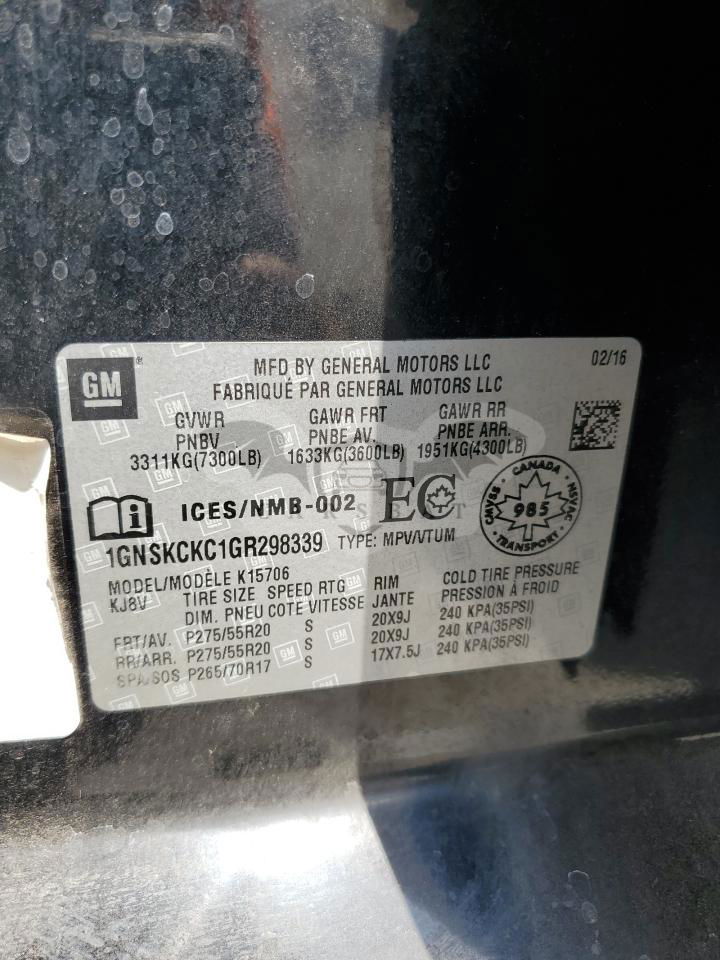 GM
MFD BY GENERAL MOTORS LLC 02/16
FABRIQUÉ PAR GENERAL MOTORS LLC
GVWR GAWR FRT GAWR RR
PNBV PNBE AV. PNBE ARR.
3311KG(7300LB) 1633KG(3600LB) 1951KG(4300LB)
i ICES/NMB-002 EC
CANADA
CMVSS 985 NSVAC
TRANSPORT
1GNSKCKC1GR298339 TYPE: MPV/VTUM
MODEL/MODÈLE K15706
KJ8V TIRE SIZE SPEED RTG RIM COLD TIRE PRESSURE
DIM. PNEU COTE VITESSE JANTE PRESSION À FROID
FRT/AV. P275/55R20 S 20X9J 240 KPA(35PSI)
RR/ARR. P275/55R20 S 20X9J 240 KPA(35PSI)
SPA/SOS P265/70R17 S 17X7.5J 240 KPA(35PSI)